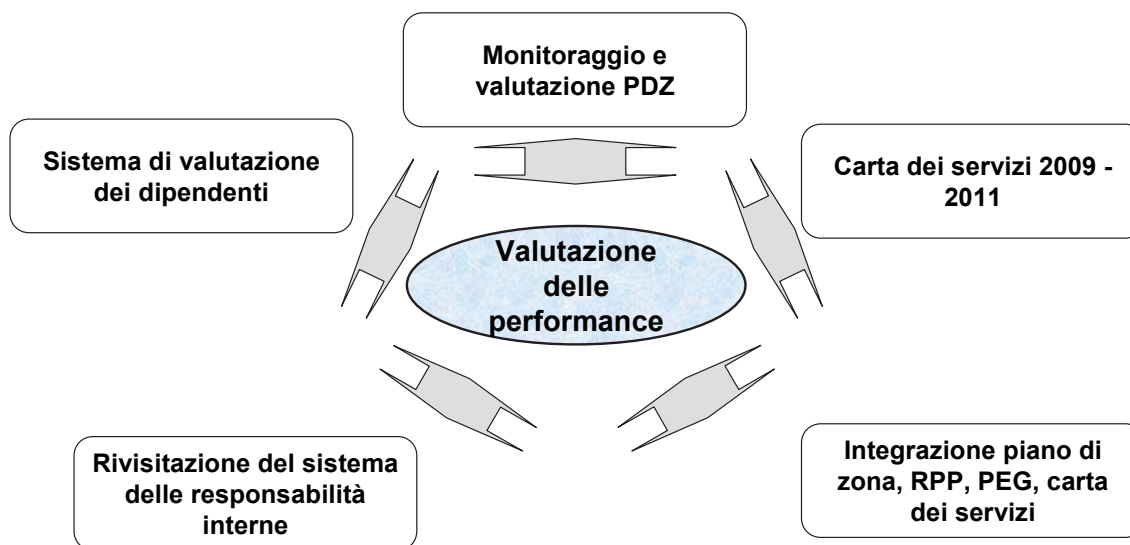 Monitoraggio e
valutazione PDZ
Sistema di valutazione
dei dipendenti
Carta dei servizi 2009 -
2011
Valutazione
delle
performance
Rivisitazione del sistema
delle responsabilità
interne
Integrazione piano di
zona, RPP, PEG, carta
dei servizi